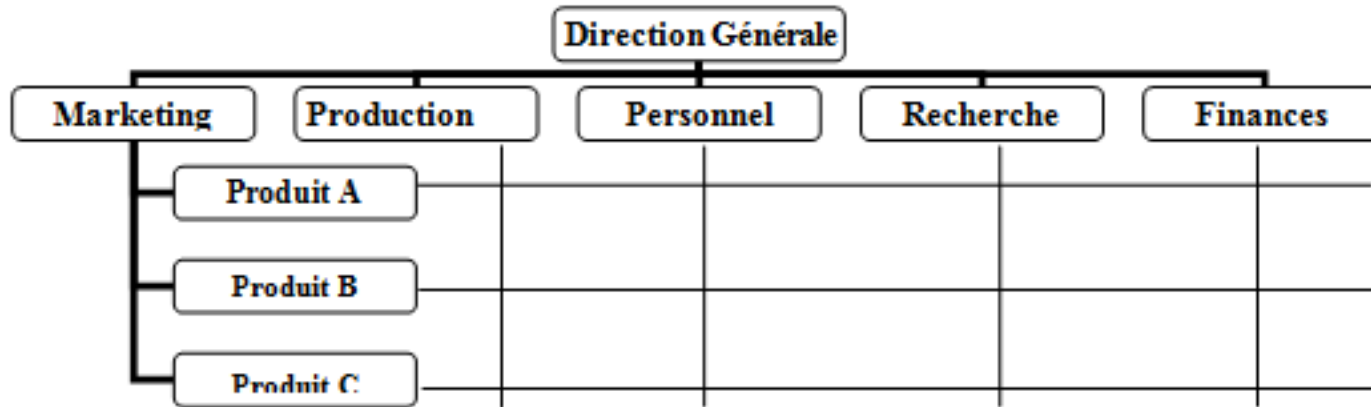 Direction Générale
Marketing
Production
Personnel
Recherche
Finances
Produit A
Produit B
Produit C